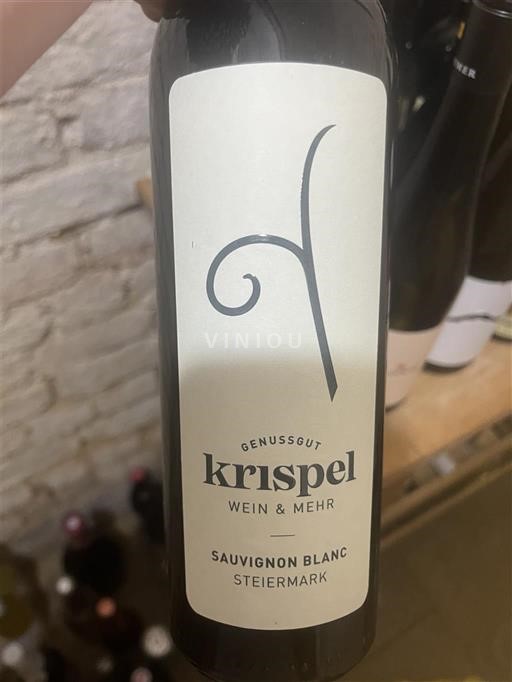 VINIOU
GENUSSGUT
krispel
WEIN & MEHR
SAUVIGNON BLANC
STEIERMARK